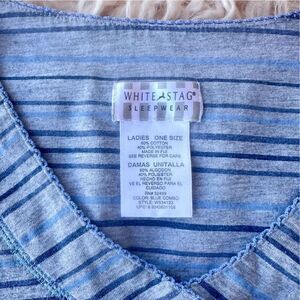 WHITE STAG®
SLEEPWEAR
LADIES ONE SIZE
60% COTTON
40% POLYESTER
MADE IN FIJI
SEE REVERSE FOR CARE
DAMAS UNITALLA
60% ALGODON
40% POLIESTER
HECHO EN FIJI
VE EL REVERSO PARA EL
CUIDADO
COLOR: BLUE COMBO